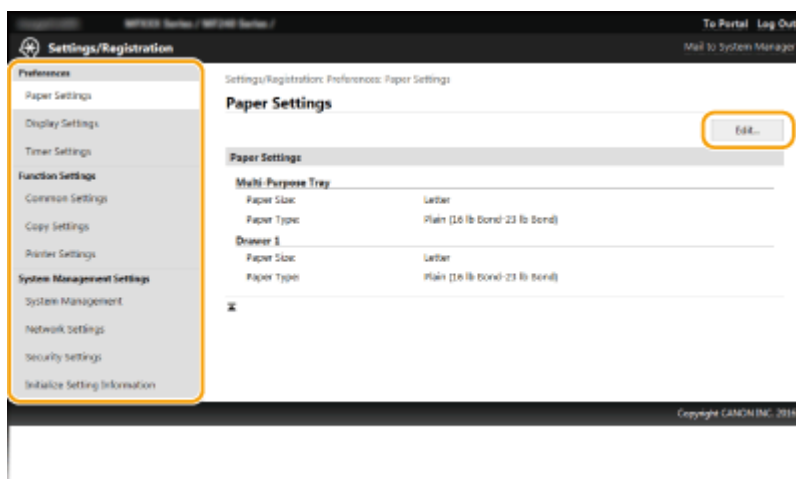 / MF240 Series /
To Portal Log Out
Settings/Registration
Mail to System Manager
Preferences
Paper Settings
Display Settings
Timer Settings
Function Settings
Common Settings
Copy Settings
Printer Settings
System Management Settings
System Management
Network Settings
Security Settings
Initialize Setting Information
Settings/Registration: Preferences: Paper Settings
Paper Settings
Edit...
Paper Settings
Multi-Purpose Tray
Paper Size: Letter
Paper Type: Plain (16 lb Bond-23 lb Bond)
Drawer 1
Paper Size: Letter
Paper Type: Plain (16 lb Bond-23 lb Bond)
Copyright CANON INC. 2016